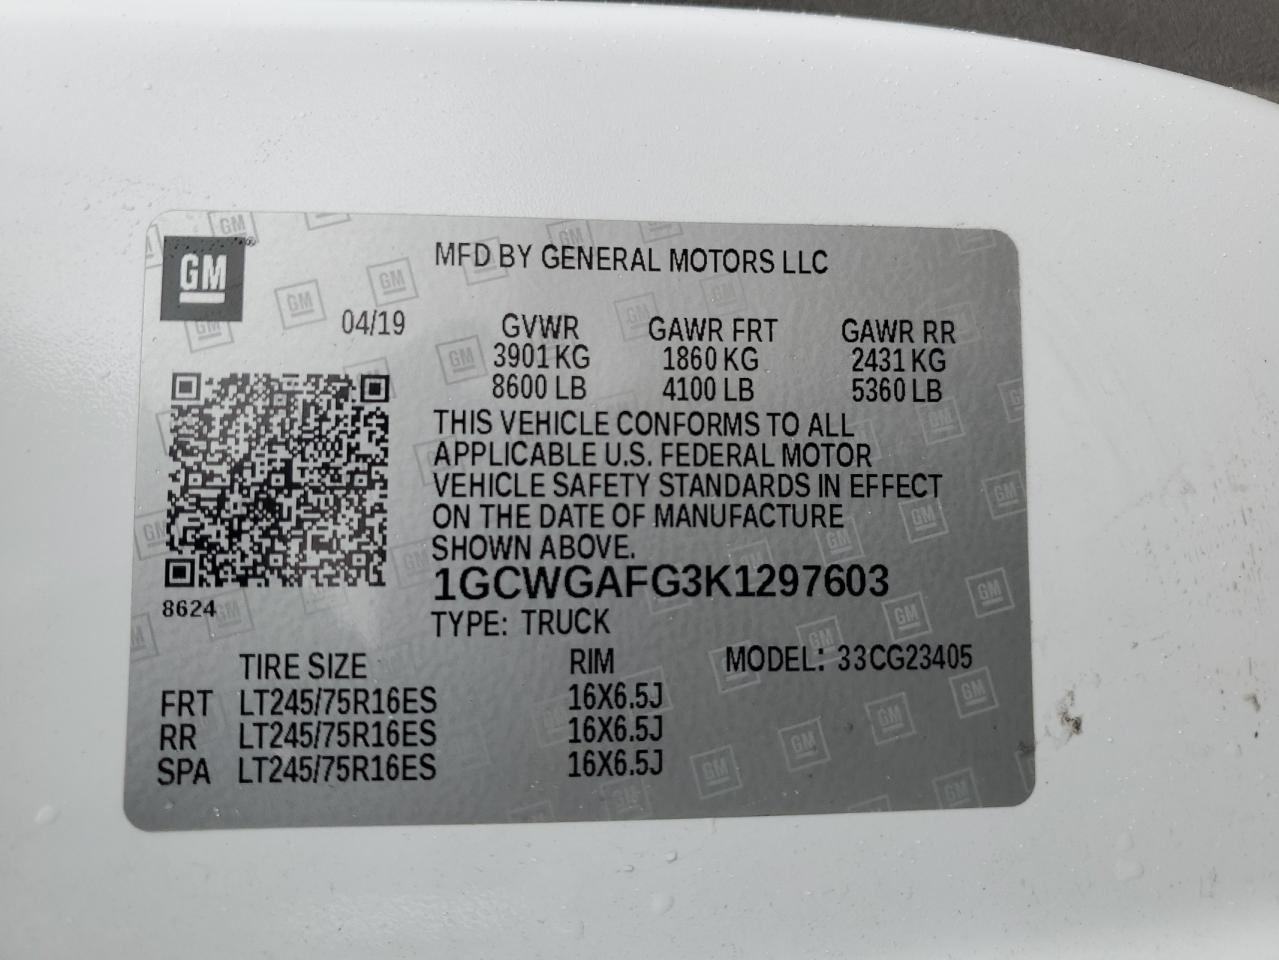 GM
MFD BY GENERAL MOTORS LLC
04/19
GVWR GAWR FRT GAWR RR
3901 KG 1860 KG 2431 KG
8600 LB 4100 LB 5360 LB
THIS VEHICLE CONFORMS TO ALL
APPLICABLE U.S. FEDERAL MOTOR
VEHICLE SAFETY STANDARDS IN EFFECT
ON THE DATE OF MANUFACTURE
SHOWN ABOVE.
1GCWGAFG3K1297603
8624
TYPE: TRUCK
TIRE SIZE RIM MODEL: 33CG23405
FRT LT245/75R16ES 16X6.5J
RR LT245/75R16ES 16X6.5J
SPA LT245/75R16ES 16X6.5J